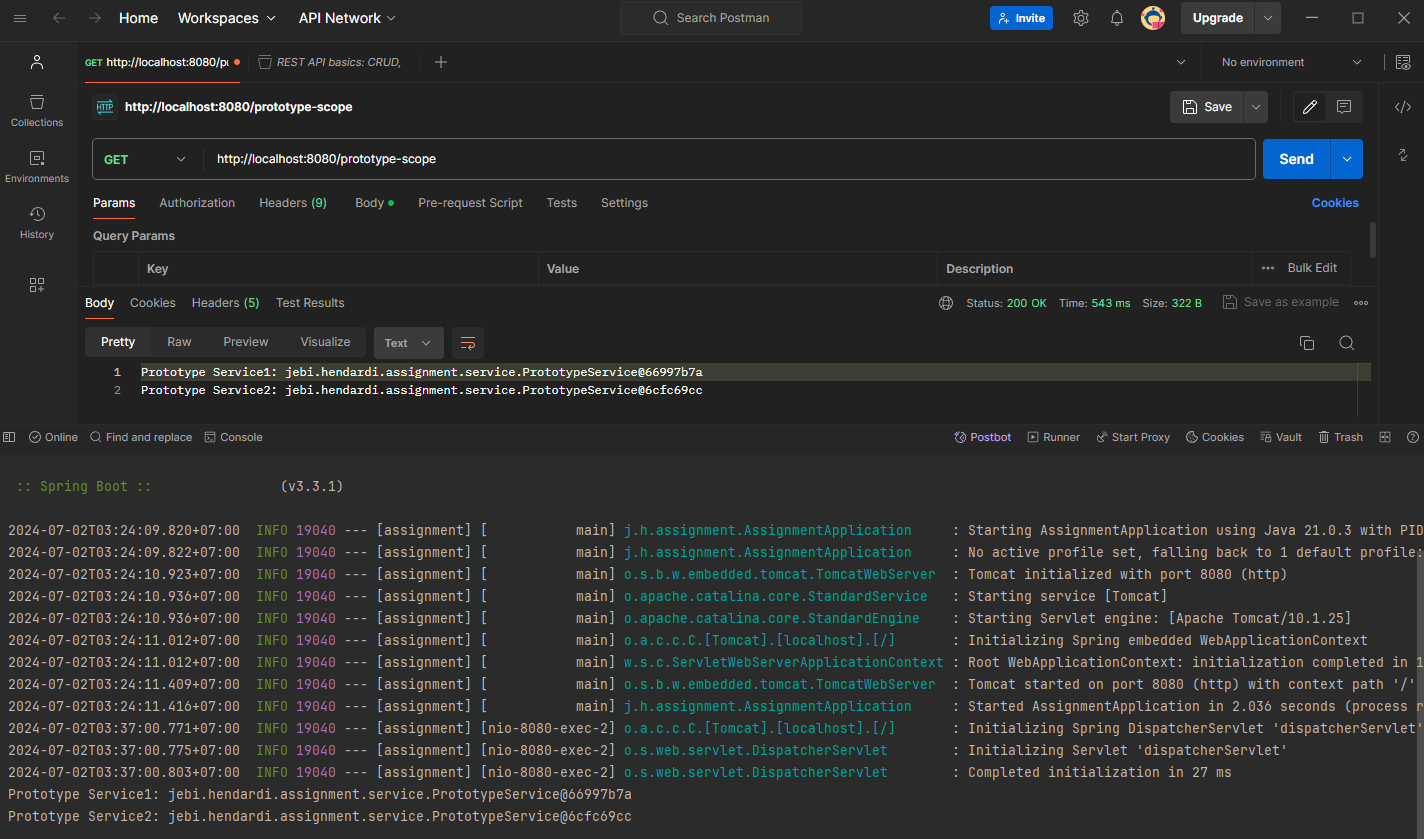 Home Workspaces API Network Search Postman Invite Upgrade
GET http://localhost:8080/pr REST API basics: CRUD, No environment
HTTP http://localhost:8080/prototype-scope Save
Collections
GET http://localhost:8080/prototype-scope Send
Environments
Params Authorization Headers (9) Body Pre-request Script Tests Settings Cookies
History
Query Params
Key Value Description Bulk Edit
Body Cookies Headers (5) Test Results Status: 200 OK Time: 543 ms Size: 322 B Save as example
Pretty Raw Preview Visualize Text
1 Prototype Service1: jebi.hendardi.assignment.service.PrototypeService@66997b7a
2 Prototype Service2: jebi.hendardi.assignment.service.PrototypeService@6cfc69cc
Online Find and replace Console Postbot Runner Start Proxy Cookies Vault Trash
:: Spring Boot :: (v3.3.1)
2024-07-02T03:24:09.820+07:00 INFO 19040 --- [assignment] [ main] j.h.assignment.AssignmentApplication : Starting AssignmentApplication using Java 21.0.3 with PID
2024-07-02T03:24:09.822+07:00 INFO 19040 --- [assignment] [ main] j.h.assignment.AssignmentApplication : No active profile set, falling back to 1 default profile:
2024-07-02T03:24:10.923+07:00 INFO 19040 --- [assignment] [ main] o.s.b.w.embedded.tomcat.TomcatWebServer : Tomcat initialized with port 8080 (http)
2024-07-02T03:24:10.936+07:00 INFO 19040 --- [assignment] [ main] o.apache.catalina.core.StandardService : Starting service [Tomcat]
2024-07-02T03:24:10.936+07:00 INFO 19040 --- [assignment] [ main] o.apache.catalina.core.StandardEngine : Starting Servlet engine: [Apache Tomcat/10.1.25]
2024-07-02T03:24:11.012+07:00 INFO 19040 --- [assignment] [ main] o.a.c.c.C.[Tomcat].[localhost].[/] : Initializing Spring embedded WebApplicationContext
2024-07-02T03:24:11.012+07:00 INFO 19040 --- [assignment] [ main] w.s.c.ServletWebServerApplicationContext : Root WebApplicationContext: initialization completed in 1
2024-07-02T03:24:11.409+07:00 INFO 19040 --- [assignment] [ main] o.s.b.w.embedded.tomcat.TomcatWebServer : Tomcat started on port 8080 (http) with context path '/'
2024-07-02T03:24:11.416+07:00 INFO 19040 --- [assignment] [ main] j.h.assignment.AssignmentApplication : Started AssignmentApplication in 2.036 seconds (process r
2024-07-02T03:37:00.771+07:00 INFO 19040 --- [assignment] [nio-8080-exec-2] o.a.c.c.C.[Tomcat].[localhost].[/] : Initializing Spring DispatcherServlet 'dispatcherServlet'
2024-07-02T03:37:00.775+07:00 INFO 19040 --- [assignment] [nio-8080-exec-2] o.s.web.servlet.DispatcherServlet : Initializing Servlet 'dispatcherServlet'
2024-07-02T03:37:00.803+07:00 INFO 19040 --- [assignment] [nio-8080-exec-2] o.s.web.servlet.DispatcherServlet : Completed initialization in 27 ms
Prototype Service1: jebi.hendardi.assignment.service.PrototypeService@66997b7a
Prototype Service2: jebi.hendardi.assignment.service.PrototypeService@6cfc69cc